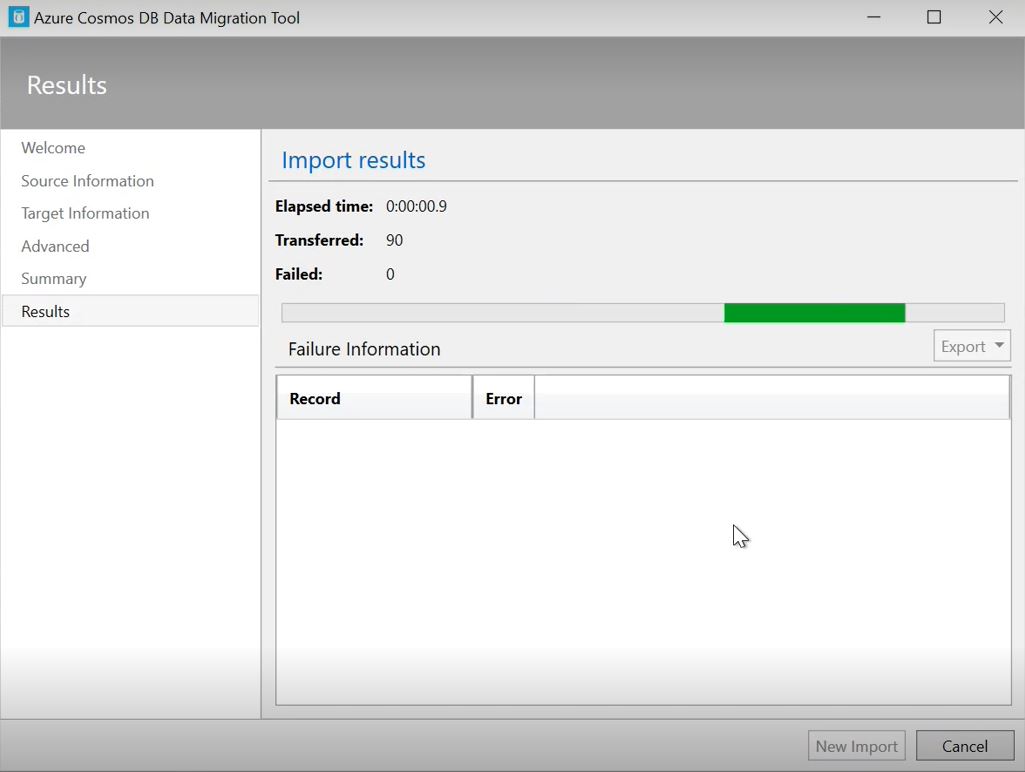 Azure Cosmos DB Data Migration Tool
Results
Welcome
Source Information
Target Information
Advanced
Summary
Results
Import results
Elapsed time: 0:00:00.9
Transferred: 90
Failed: 0
Failure Information
Export
Record Error
New Import Cancel